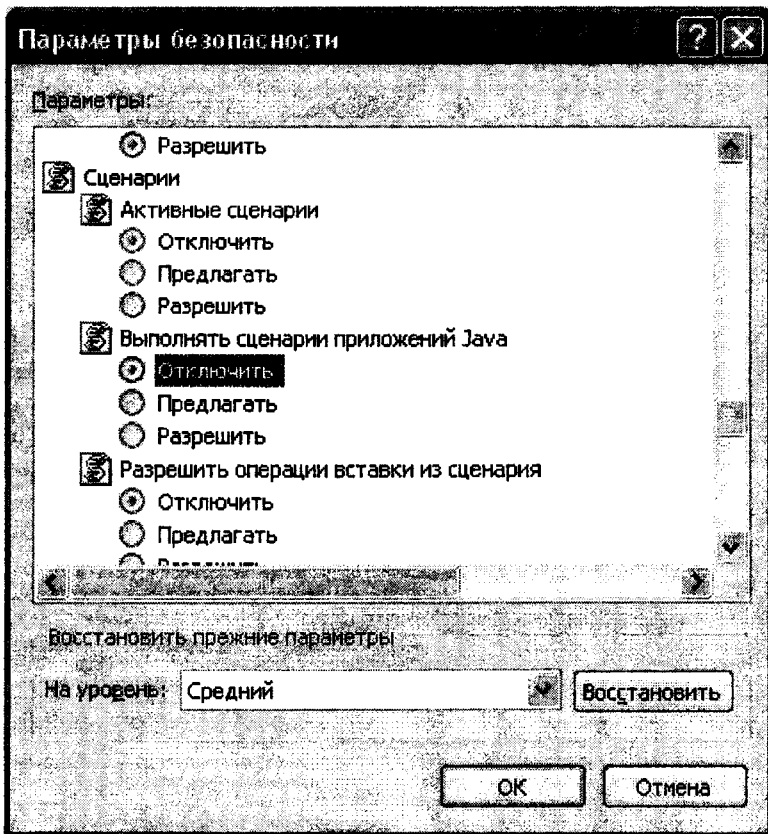 Параметры безопасности
Параметры:
Разрешить
Сценарии
Активные сценарии
Отключить
Предлагать
Разрешить
Выполнять сценарии приложений Java
Отключить
Предлагать
Разрешить
Разрешить операции вставки из сценария
Отключить
Предлагать
Восстановить прежние параметры
На уровень: Средний Восстановить
ОК Отмена